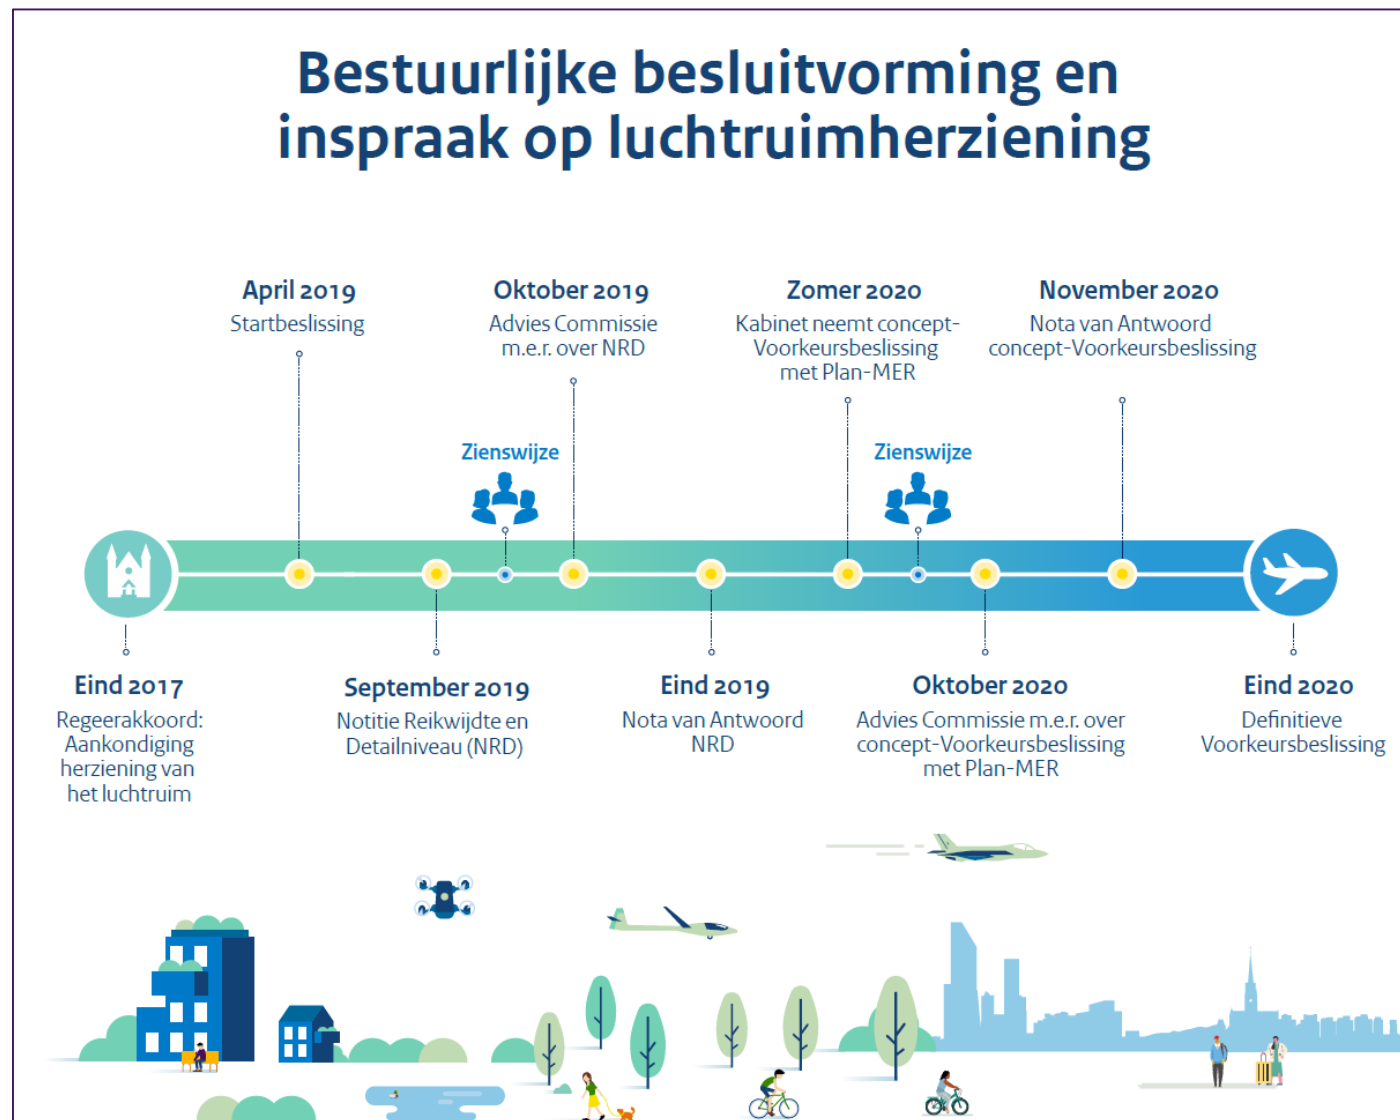 Bestuurlijke besluitvorming en
inspraak op luchtruimherziening
April 2019
Startbeslissing
Oktober 2019
Advies Commissie
m.e.r. over NRD
Zomer 2020
Kabinet neemt concept-
Voorkeursbeslissing
met Plan-MER
November 2020
Nota van Antwoord
concept-Voorkeursbeslissing
Zienswijze
Zienswijze
Eind 2017
Regeerakkoord:
Aankondiging
herziening van
het luchtruim
September 2019
Notitie Reikwijdte en
Detailniveau (NRD)
Eind 2019
Nota van Antwoord
NRD
Oktober 2020
Advies Commissie m.e.r. over
concept-Voorkeursbeslissing
met Plan-MER
Eind 2020
Definitieve
Voorkeursbeslissing